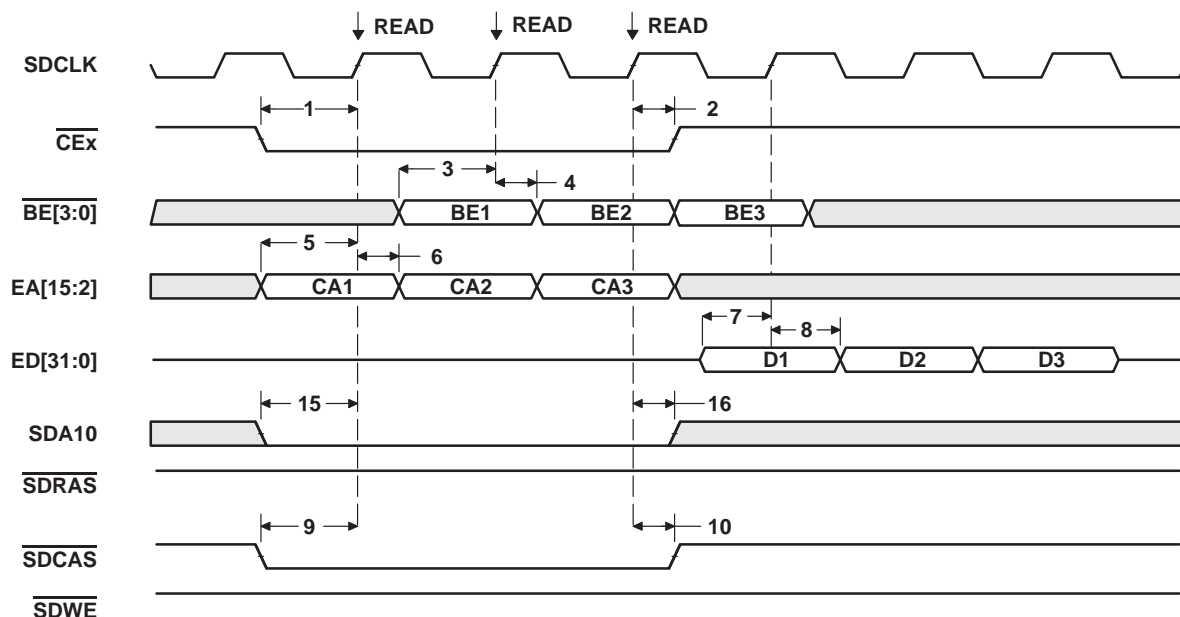 READ READ READ
SDCLK
1 2
CEx
3 4
BE[3:0] BE1 BE2 BE3
5 6
EA[15:2] CA1 CA2 CA3
7 8
ED[31:0] D1 D2 D3
15 16
SDA10
SDRAS
9 10
SDCAS
SDWE